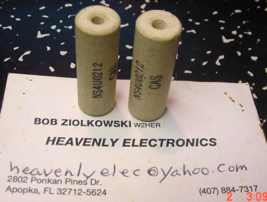 NS4U0212
NS4U0212
CAS
BOB ZIOLKOWSKI W2HER
HEAVENLY ELECTRONICS
heavenlyelec@yahoo.com
2802 Ponkan Pines Dr.
Apopka, FL 32712-5624
(407) 884-7317
2 3:09